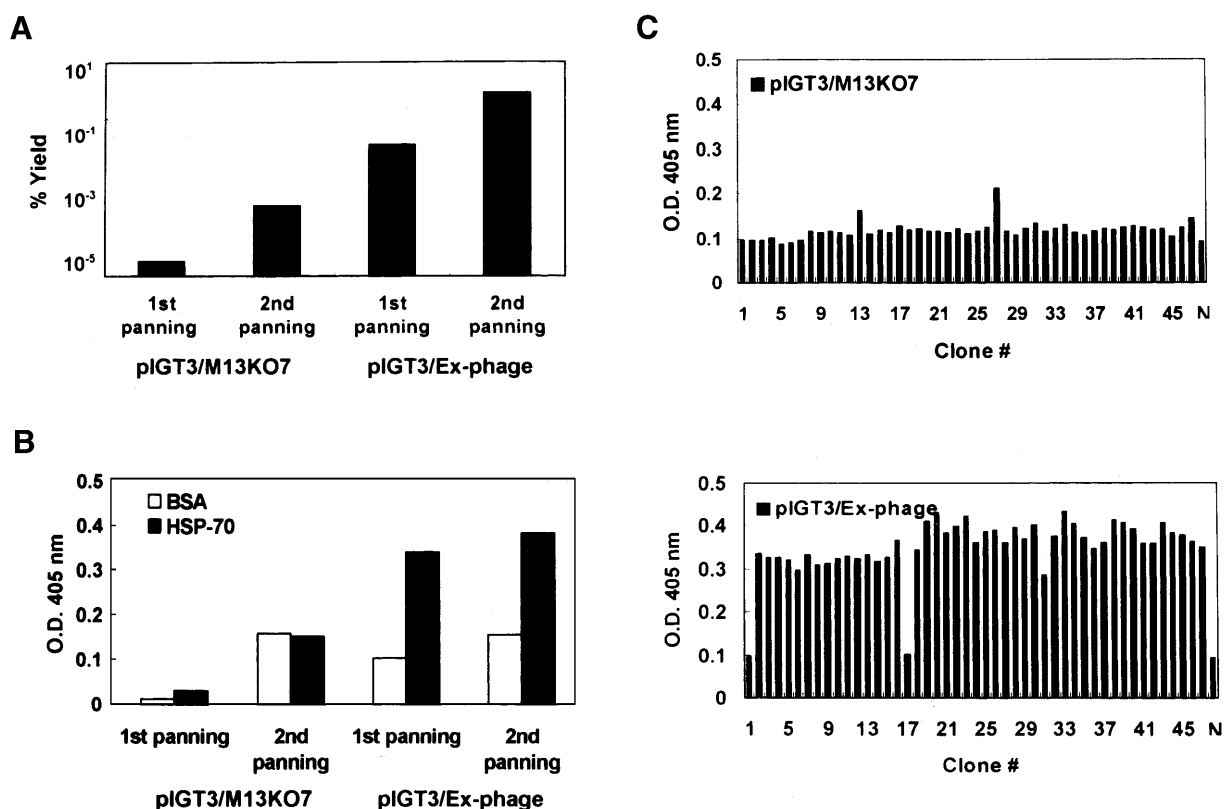 A
10¹
10⁻¹
10⁻³
10⁻⁵
% Yield
1st panning
2nd panning
1st panning
2nd panning
pIGT3/M13KO7
pIGT3/Ex-phage
B
0.5
0.4
0.3
0.2
0.1
0
O.D. 405 nm
BSA
HSP-70
1st panning
2nd panning
1st panning
2nd panning
pIGT3/M13KO7
pIGT3/Ex-phage
C
0.5
0.4
0.3
0.2
0.1
0
O.D. 405 nm
pIGT3/M13KO7
1 5 9 13 17 21 25 29 33 37 41 45 N
Clone #
0.5
0.4
0.3
0.2
0.1
0
O.D. 405 nm
pIGT3/Ex-phage
1 5 9 13 17 21 25 29 33 37 41 45 N
Clone #